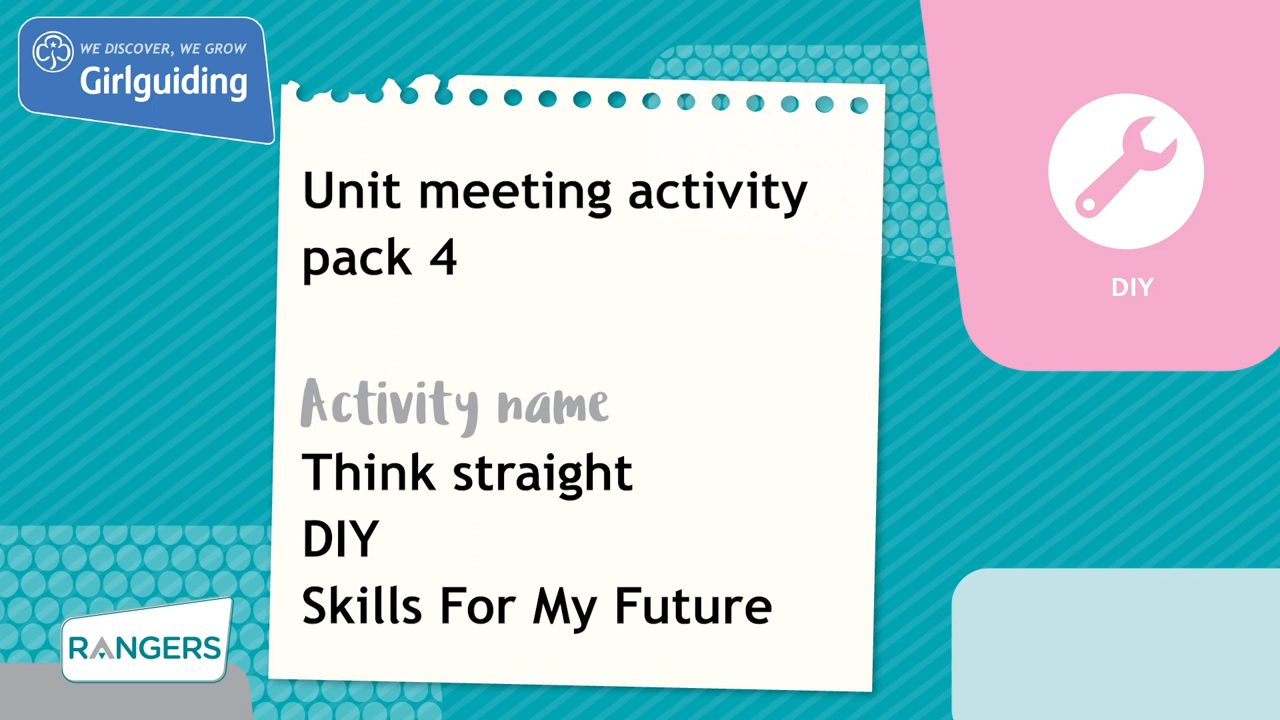 WE DISCOVER, WE GROW
Girlguiding
Unit meeting activity
pack 4
DIY
Activity name
Think straight
DIY
Skills For My Future
RANGERS